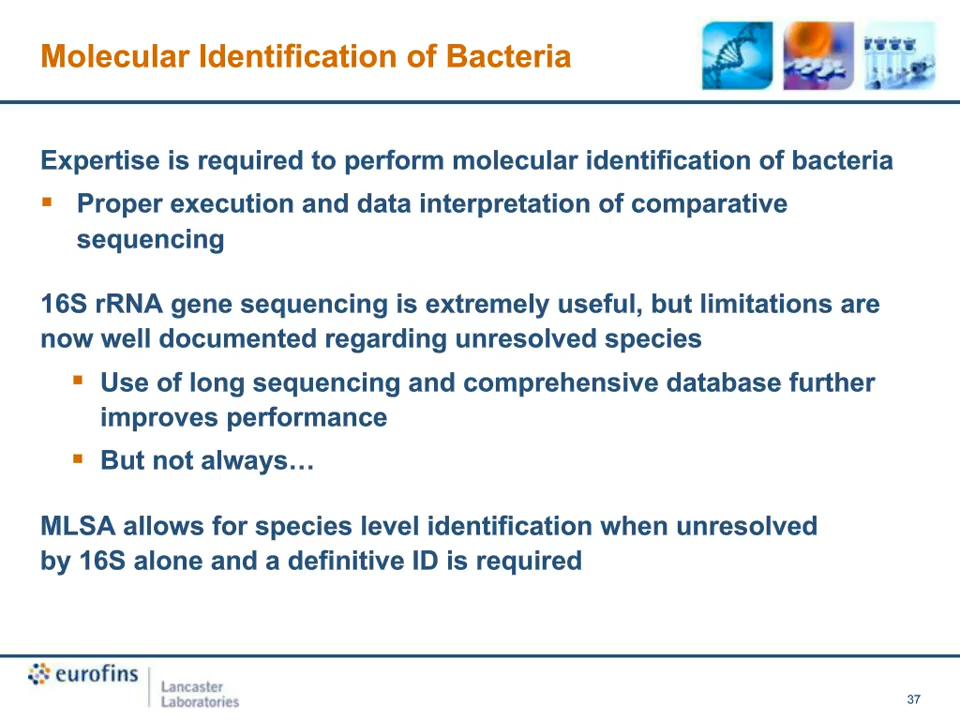 Molecular Identification of Bacteria
Expertise is required to perform molecular identification of bacteria
▪ Proper execution and data interpretation of comparative
sequencing
16S rRNA gene sequencing is extremely useful, but limitations are
now well documented regarding unresolved species
▪ Use of long sequencing and comprehensive database further
improves performance
▪ But not always…
MLSA allows for species level identification when unresolved
by 16S alone and a definitive ID is required
eurofins
Lancaster
Laboratories
37